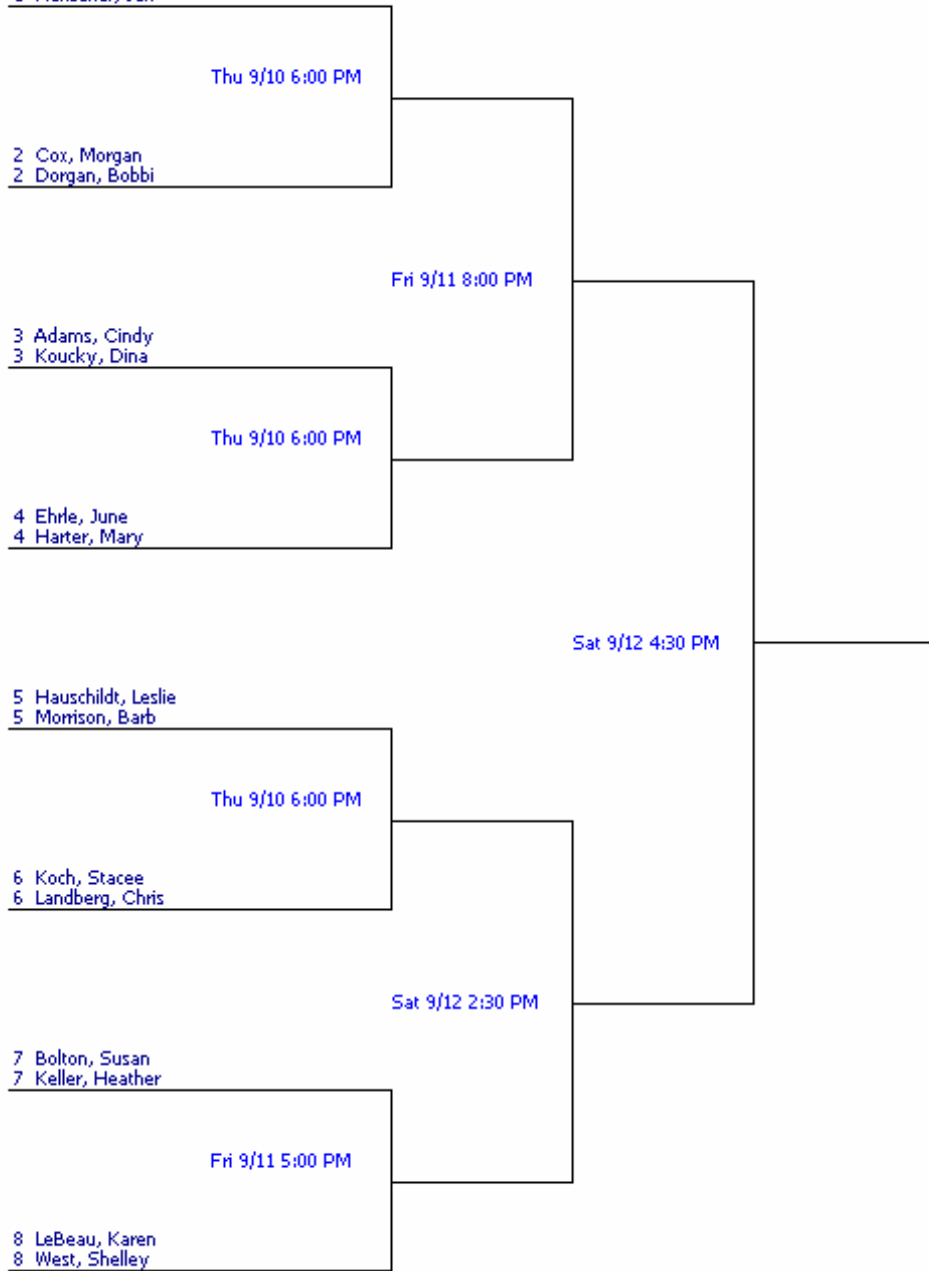 Thu 9/10 6:00 PM
2 Cox, Morgan
2 Dorgan, Bobbi
Fri 9/11 8:00 PM
3 Adams, Cindy
3 Koucky, Dina
Thu 9/10 6:00 PM
4 Ehrle, June
4 Harter, Mary
Sat 9/12 4:30 PM
5 Hauschildt, Leslie
5 Morrison, Barb
Thu 9/10 6:00 PM
6 Koch, Stacee
6 Landberg, Chris
Sat 9/12 2:30 PM
7 Bolton, Susan
7 Keller, Heather
Fri 9/11 5:00 PM
8 LeBeau, Karen
8 West, Shelley